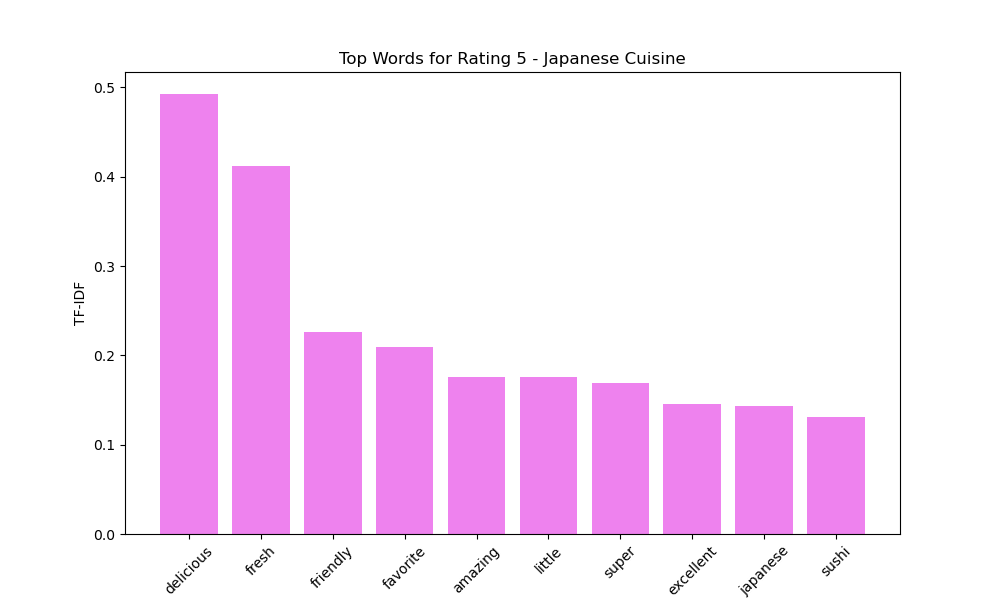 Top Words for Rating 5 - Japanese Cuisine
TF-IDF
0.5
0.4
0.3
0.2
0.1
0.0
delicious
fresh
friendly
favorite
amazing
little
super
excellent
japanese
sushi